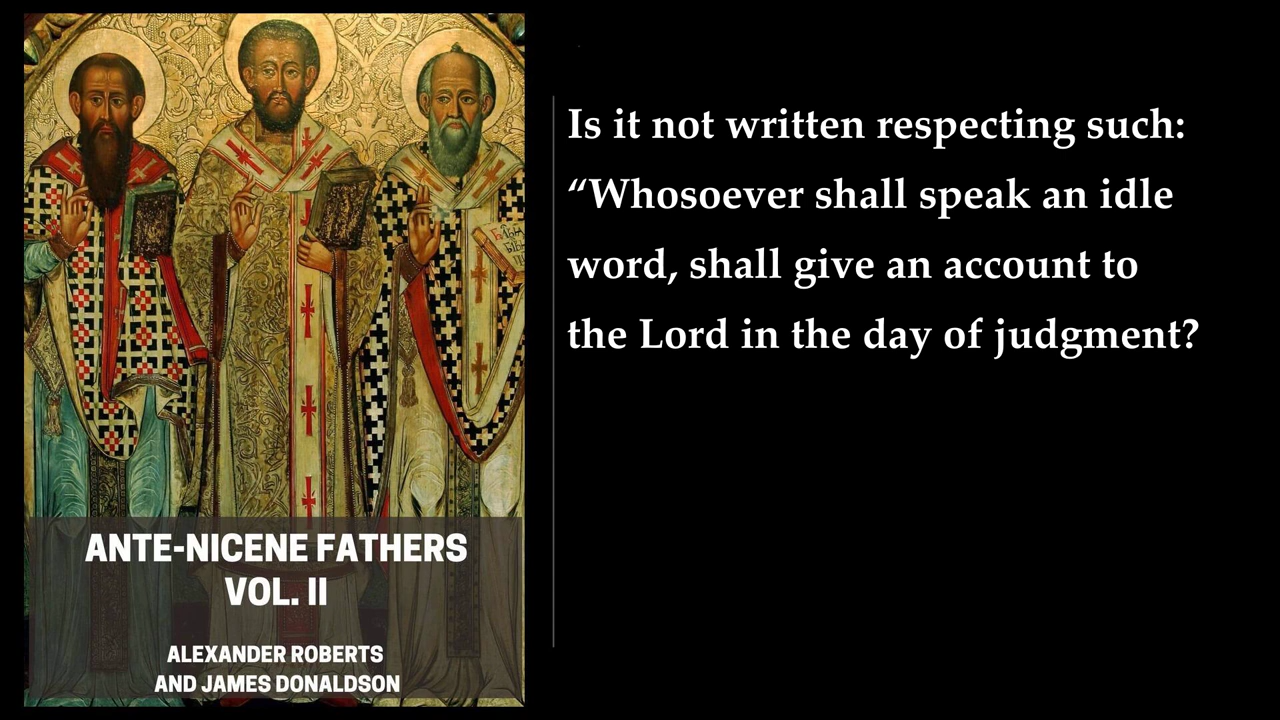 Is it not written respecting such:
“Whosoever shall speak an idle
word, shall give an account to
the Lord in the day of judgment?
ANTE-NICENE FATHERS
VOL. II
ALEXANDER ROBERTS
AND JAMES DONALDSON